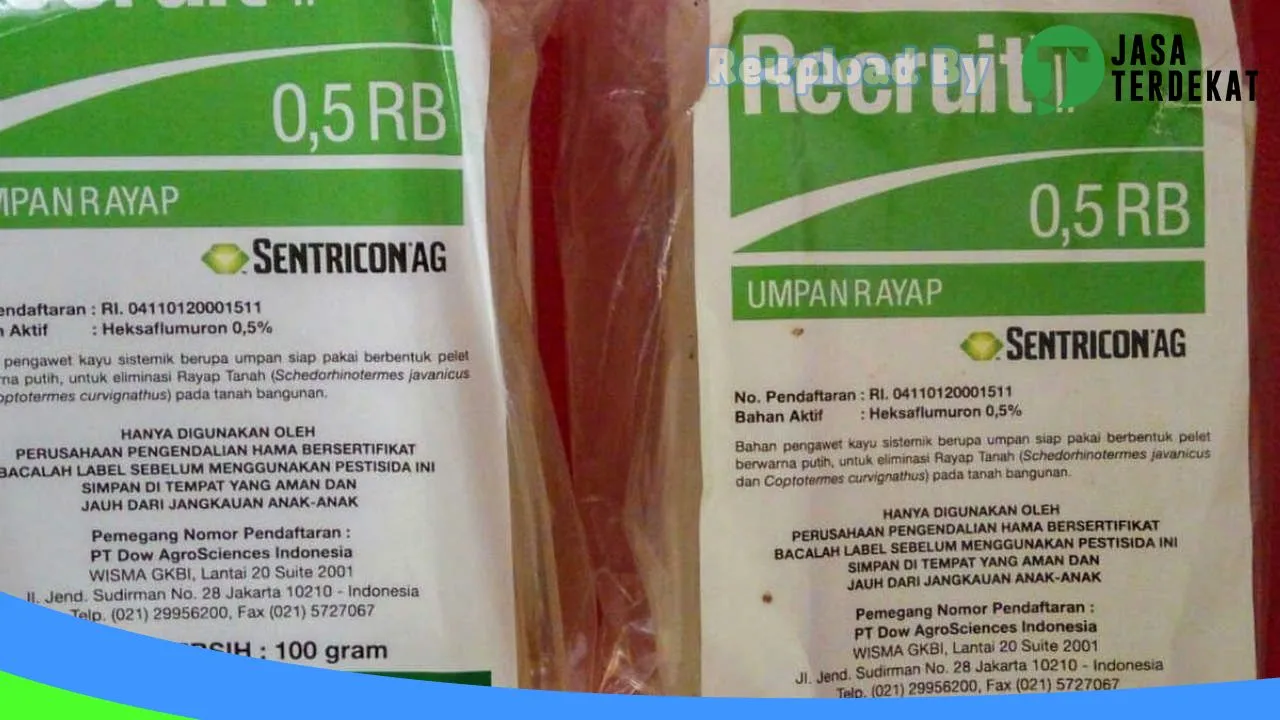 Recruit II
0,5 RB
UMPAN RAYAP
SENTRICON AG
Pendaftaran : RI. 04110120001511
Aktif : Heksaflumuron 0,5%
pengawet kayu sistemik berupa umpan siap pakai berbentuk pelet
putih, untuk eliminasi Rayap Tanah (Schedorhinotermes javanicus
Coptotermes curvignathus) pada tanah bangunan.
HANYA DIGUNAKAN OLEH
PERUSAHAAN PENGENDALIAN HAMA BERSERTIFIKAT
BACALAH LABEL SEBELUM MENGGUNAKAN PESTISIDA INI
SIMPAN DI TEMPAT YANG AMAN DAN
JAUH DARI JANGKAUAN ANAK-ANAK
Pemegang Nomor Pendaftaran :
PT Dow AgroSciences Indonesia
WISMA GKBI, Lantai 20 Suite 2001
Jl. Jend. Sudirman No. 28 Jakarta 10210 - Indonesia
Telp. (021) 29956200, Fax (021) 5727067
: 100 gram
Reupload By
JASA
TERDEKAT
Recruit II
0,5 RB
UMPAN RAYAP
SENTRICON AG
No. Pendaftaran : RI. 04110120001511
Bahan Aktif : Heksaflumuron 0,5%
Bahan pengawet kayu sistemik berupa umpan siap pakai berbentuk pelet
berwarna putih, untuk eliminasi Rayap Tanah (Schedorhinotermes javanicus
dan Coptotermes curvignathus) pada tanah bangunan.
HANYA DIGUNAKAN OLEH
PERUSAHAAN PENGENDALIAN HAMA BERSERTIFIKAT
BACALAH LABEL SEBELUM MENGGUNAKAN PESTISIDA INI
SIMPAN DI TEMPAT YANG AMAN DAN
JAUH DARI JANGKAUAN ANAK-ANAK
Pemegang Nomor Pendaftaran :
PT Dow AgroSciences Indonesia
WISMA GKBI, Lantai 20 Suite 2001
Jl. Jend. Sudirman No. 28 Jakarta 10210 - Indonesia
Telp. (021) 29956200, Fax (021) 5727067